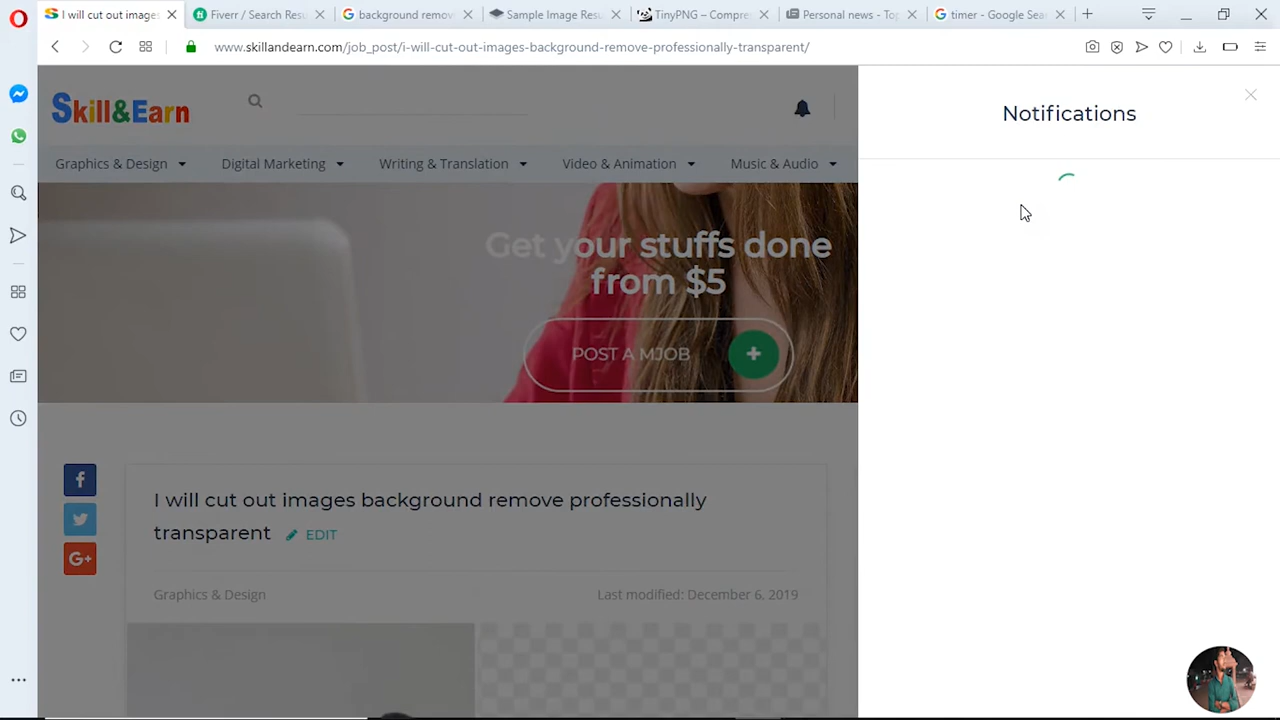 I will cut out images
Fiverr / Search Resu
background remov
Sample Image Resu
TinyPNG – Compre
Personal news - Top
timer - Google Sear
www.skillandearn.com/job_post/i-will-cut-out-images-background-remove-professionally-transparent/
Skill&Earn
Notifications
Graphics & Design
Digital Marketing
Writing & Translation
Video & Animation
Music & Audio
Get your stuffs done
from $5
POST A MJOB
I will cut out images background remove professionally
transparent EDIT
Graphics & Design
Last modified: December 6, 2019